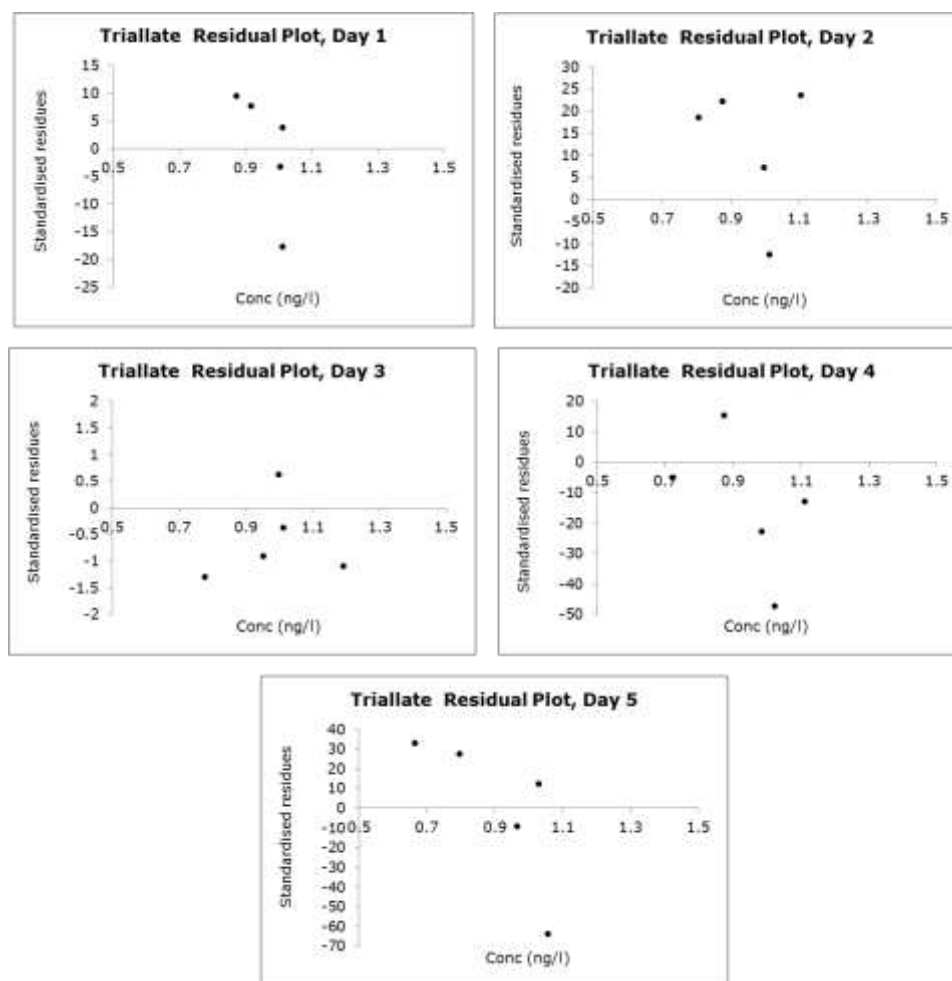 Triallate Residual Plot, Day 1
Standardised residues
15
10
5
0
-5
-10
-15
-20
-25
0.5 0.7 0.9 1.1 1.3 1.5
Conc (ng/l)
Triallate Residual Plot, Day 2
Standardised residues
30
25
20
15
10
5
0
-5
-10
-15
-20
0.5 0.7 0.9 1.1 1.3 1.5
Conc (ng/l)
Triallate Residual Plot, Day 3
Standardised residues
2
1.5
1
0.5
0
-0.5
-1
-1.5
-2
0.5 0.7 0.9 1.1 1.3 1.5
Conc (ng/l)
Triallate Residual Plot, Day 4
Standardised residues
20
10
0
-10
-20
-30
-40
-50
0.5 0.7 0.9 1.1 1.3 1.5
Conc (ng/l)
Triallate Residual Plot, Day 5
Standardised residues
40
30
20
10
0
-10
-20
-30
-40
-50
-60
-70
0.5 0.7 0.9 1.1 1.3 1.5
Conc (ng/l)